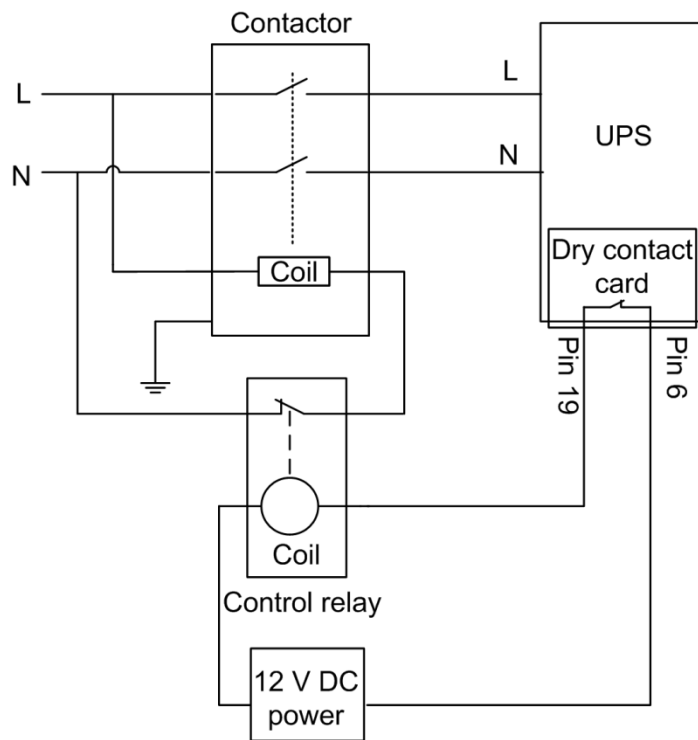 Contactor
L
L
UPS
N
N
Coil
Dry contact
card
Pin 19
Pin 6
Coil
Control relay
12 V DC
power